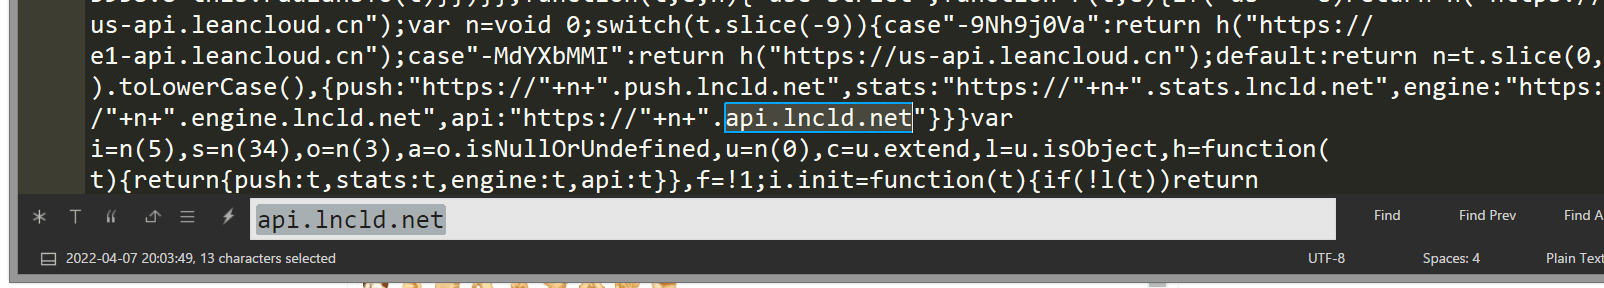 us-api.leancloud.cn");var n=void 0;switch(t.slice(-9)){case"-9Nh9j0Va":return h("https://
e1-api.leancloud.cn");case"-MdYXbMMI":return h("https://us-api.leancloud.cn");default:return n=t.slice(0,
).toLowerCase(),{push:"https://"+n+".push.lncld.net",stats:"https://"+n+".stats.lncld.net",engine:"https:
/"+n+".engine.lncld.net",api:"https://"+n+".api.lncld.net"}}}var
i=n(5),s=n(34),o=n(3),a=o.isNullOrUndefined,u=n(0),c=u.extend,l=u.isObject,h=function(
t){return{push:t,stats:t,engine:t,api:t}},f=!1;i.init=function(t){if(!l(t))return
api.lncld.net
Find
Find Prev
Find A
2022-04-07 20:03:49, 13 characters selected
UTF-8
Spaces: 4
Plain Text